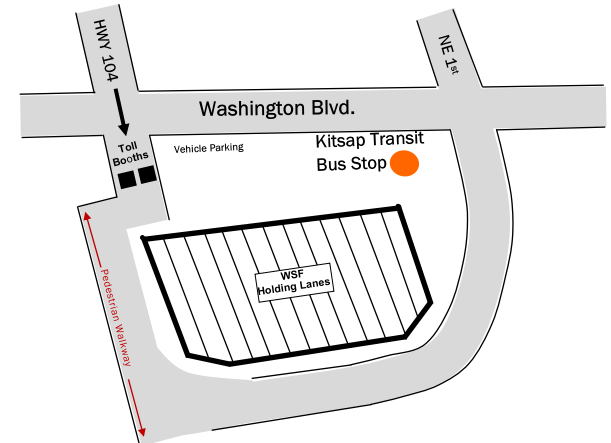 HWY 104
NE 1st
Washington Blvd.
Toll
Booths
Vehicle Parking
Kitsap Transit
Bus Stop
WSF
Holding Lanes
Pedestrian Walkway